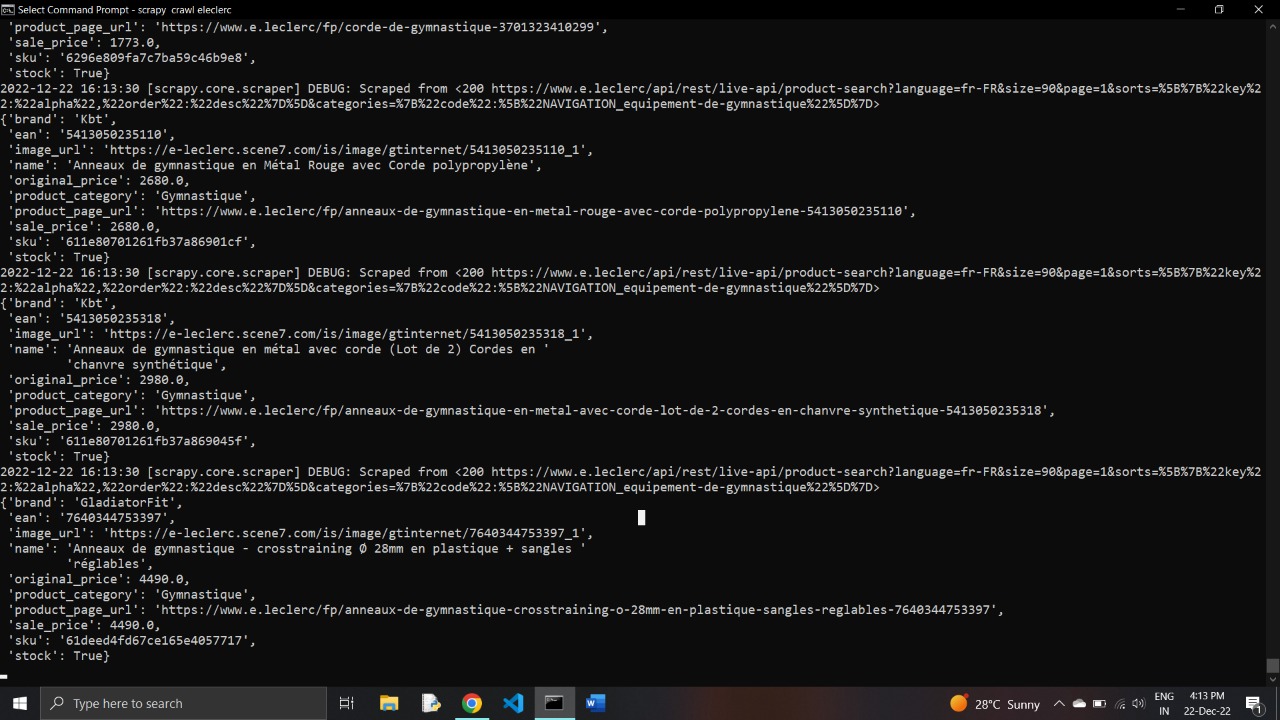 Select Command Prompt - scrapy  crawl eleclerc
 'product_page_url': 'https://www.e.leclerc/fp/corde-de-gymnastique-3701323410299',
 'sale_price': 1773.0,
 'sku': '6296e809fa7c7ba59c46b9e8',
 'stock': True}
2022-12-22 16:13:30 [scrapy.core.scraper] DEBUG: Scraped from <200 https://www.e.leclerc/api/rest/live-api/product-search?language=fr-FR&size=90&page=1&sorts=%5B%7B%22key%2
2:%22alpha%22,%22order%22:%22desc%22%7D%5D&categories=%7B%22code%22:%5B%22NAVIGATION_equipement-de-gymnastique%22%5D%7D>
{'brand': 'Kbt',
 'ean': '5413050235110',
 'image_url': 'https://e-leclerc.scene7.com/is/image/gtinternet/5413050235110_1',
 'name': 'Anneaux de gymnastique en Métal Rouge avec Corde polypropylène',
 'original_price': 2680.0,
 'product_category': 'Gymnastique',
 'product_page_url': 'https://www.e.leclerc/fp/anneaux-de-gymnastique-en-metal-rouge-avec-corde-polypropylene-5413050235110',
 'sale_price': 2680.0,
 'sku': '611e80701261fb37a86901cf',
 'stock': True}
2022-12-22 16:13:30 [scrapy.core.scraper] DEBUG: Scraped from <200 https://www.e.leclerc/api/rest/live-api/product-search?language=fr-FR&size=90&page=1&sorts=%5B%7B%22key%2
2:%22alpha%22,%22order%22:%22desc%22%7D%5D&categories=%7B%22code%22:%5B%22NAVIGATION_equipement-de-gymnastique%22%5D%7D>
{'brand': 'Kbt',
 'ean': '5413050235318',
 'image_url': 'https://e-leclerc.scene7.com/is/image/gtinternet/5413050235318_1',
 'name': 'Anneaux de gymnastique en métal avec corde (Lot de 2) Cordes en '
         'chanvre synthétique',
 'original_price': 2980.0,
 'product_category': 'Gymnastique',
 'product_page_url': 'https://www.e.leclerc/fp/anneaux-de-gymnastique-en-metal-avec-corde-lot-de-2-cordes-en-chanvre-synthetique-5413050235318',
 'sale_price': 2980.0,
 'sku': '611e80701261fb37a869045f',
 'stock': True}
2022-12-22 16:13:30 [scrapy.core.scraper] DEBUG: Scraped from <200 https://www.e.leclerc/api/rest/live-api/product-search?language=fr-FR&size=90&page=1&sorts=%5B%7B%22key%2
2:%22alpha%22,%22order%22:%22desc%22%7D%5D&categories=%7B%22code%22:%5B%22NAVIGATION_equipement-de-gymnastique%22%5D%7D>
{'brand': 'GladiatorFit',
 'ean': '7640344753397',
 'image_url': 'https://e-leclerc.scene7.com/is/image/gtinternet/7640344753397_1',
 'name': 'Anneaux de gymnastique - crosstraining Ø 28mm en plastique + sangles '
         'réglables',
 'original_price': 4490.0,
 'product_category': 'Gymnastique',
 'product_page_url': 'https://www.e.leclerc/fp/anneaux-de-gymnastique-crosstraining-o-28mm-en-plastique-sangles-reglables-7640344753397',
 'sale_price': 4490.0,
 'sku': '61deed4fd67ce165e4057717',
 'stock': True}
Type here to search
28°C Sunny
ENG
IN
4:13 PM
22-Dec-22
1